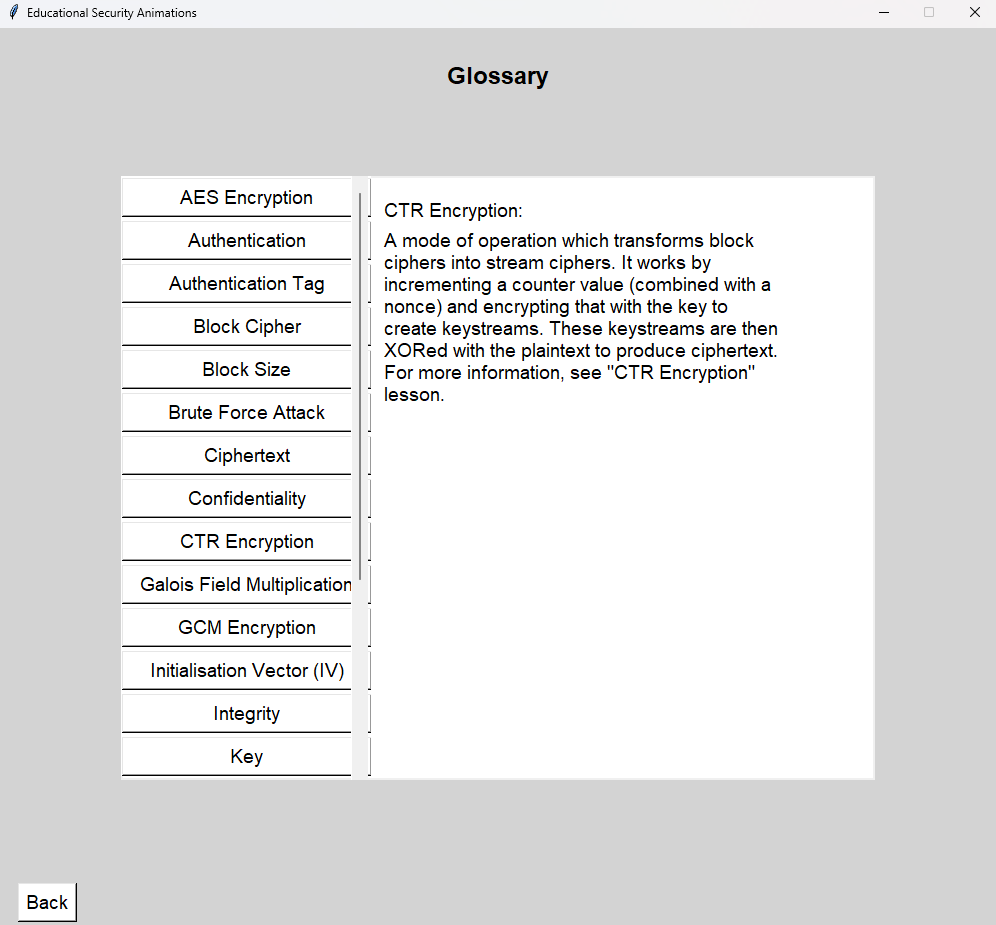 Educational Security Animations
Glossary
AES Encryption
Authentication
Authentication Tag
Block Cipher
Block Size
Brute Force Attack
Ciphertext
Confidentiality
CTR Encryption
Galois Field Multiplication
GCM Encryption
Initialisation Vector (IV)
Integrity
Key
CTR Encryption:
A mode of operation which transforms block
ciphers into stream ciphers. It works by
incrementing a counter value (combined with a
nonce) and encrypting that with the key to
create keystreams. These keystreams are then
XORed with the plaintext to produce ciphertext.
For more information, see "CTR Encryption"
lesson.
Back